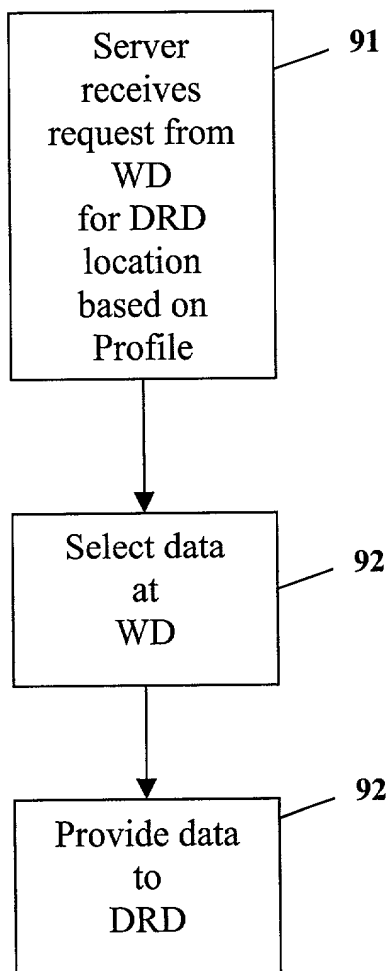 Server
receives
request from
WD
for DRD
location
based on
Profile
91
Select data
at
WD
92
Provide data
to
DRD
92